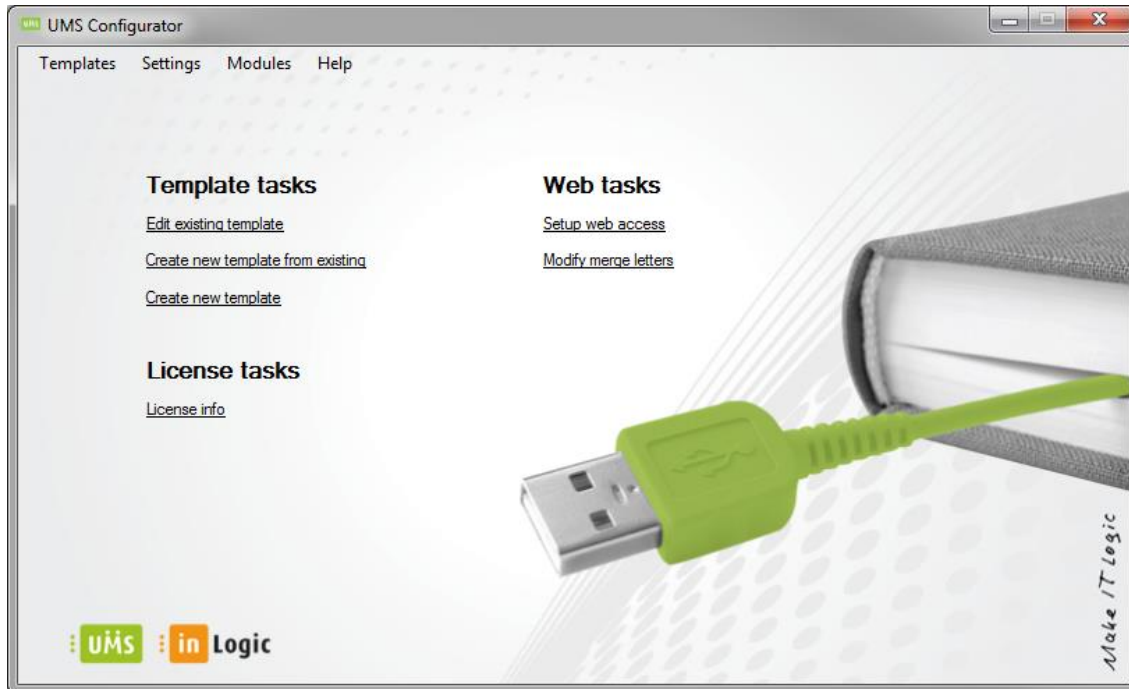 UMS Configurator
Templates Settings Modules Help
Template tasks
Edit existing template
Create new template from existing
Create new template
Web tasks
Setup web access
Modify merge letters
License tasks
License info
UMS in Logic
Make IT Logic